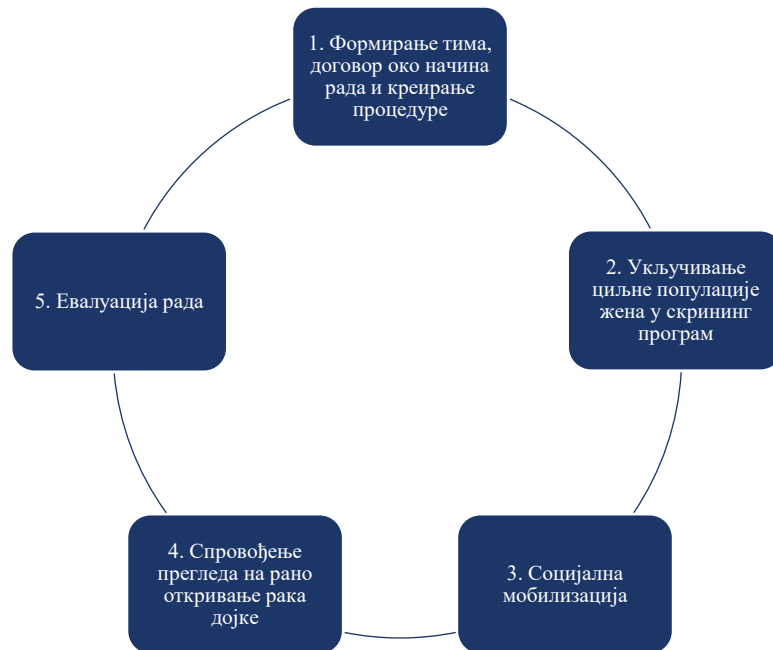 1. Формирање тима,
договор око начина
рада и креирање
процедуре
2. Укључивање
циљне популације
жена у скрининг
програм
3. Социјална
мобилизација
4. Спровођење
прегледа на рано
откривање рака
дојке
5. Евалуација рада